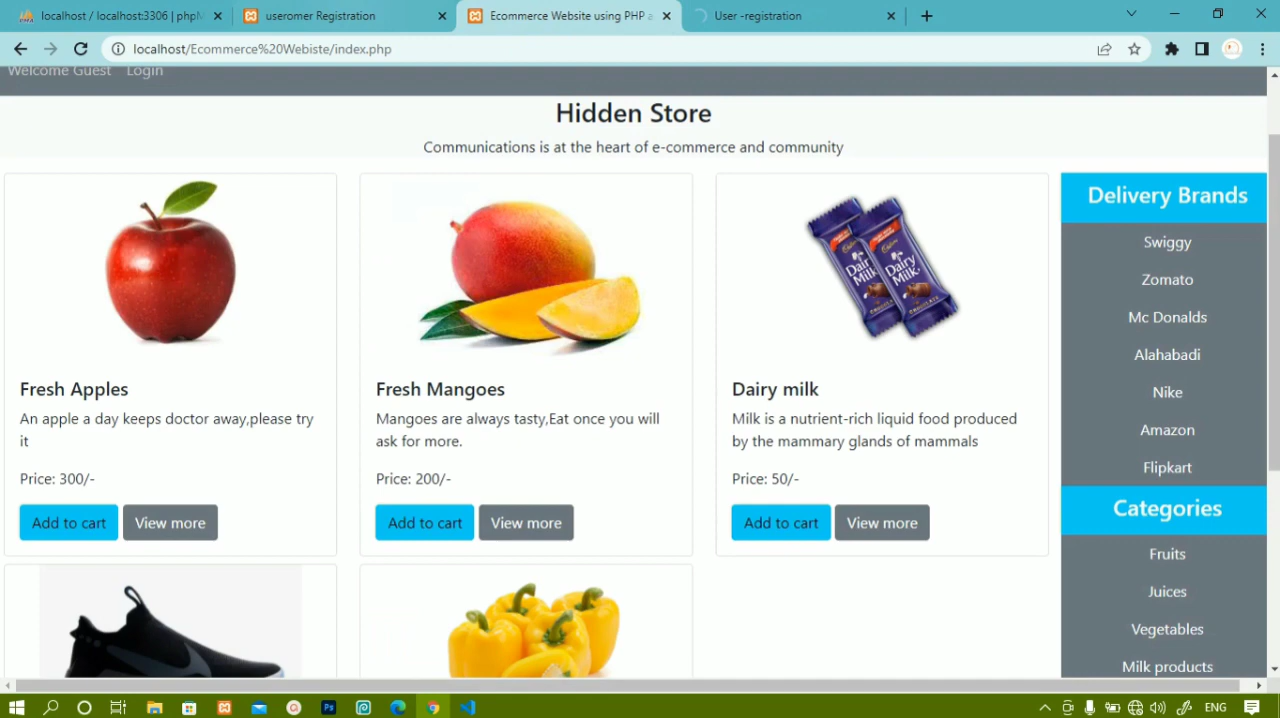 localhost / localhost:3306 | phpM
useromer Registration
Ecommerce Website using PHP a
User -registration
localhost/Ecommerce%20Webiste/index.php
Welcome Guest Login
Hidden Store
Communications is at the heart of e-commerce and community
Fresh Apples
An apple a day keeps doctor away,please try
it
Price: 300/-
Add to cart View more
Fresh Mangoes
Mangoes are always tasty,Eat once you will
ask for more.
Price: 200/-
Add to cart View more
Dairy Milk
Dairy Milk
Dairy milk
Milk is a nutrient-rich liquid food produced
by the mammary glands of mammals
Price: 50/-
Add to cart View more
Delivery Brands
Swiggy
Zomato
Mc Donalds
Alahabadi
Nike
Amazon
Flipkart
Categories
Fruits
Juices
Vegetables
Milk products
ENG